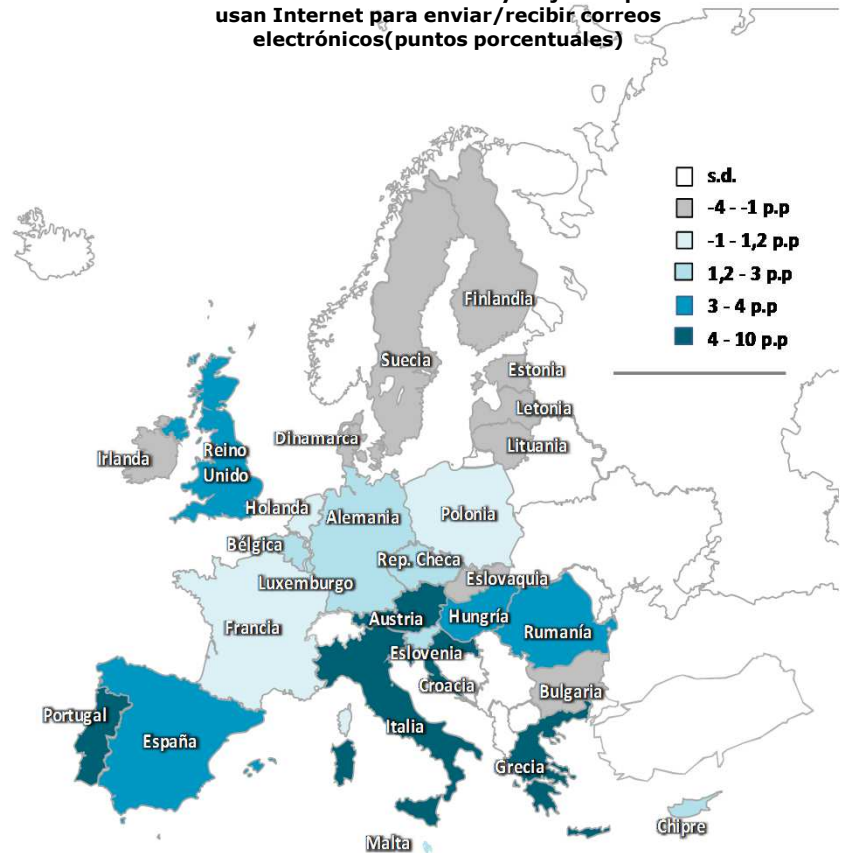 usan Internet para enviar/recibir correos
electrónicos(puntos porcentuales)
s.d.
-4 - -1 p.p
-1 - 1,2 p.p
1,2 - 3 p.p
3 - 4 p.p
4 - 10 p.p
Finlandia
Suecia
Estonia
Letonia
Dinamarca
Lituania
Irlanda
Reino
Unido
Holanda
Alemania
Polonia
Bélgica
Rep. Checa
Luxemburgo
Eslovaquia
Austria
Hungría
Francia
Rumanía
Eslovenia
Croacia
Bulgaria
Portugal
España
Italia
Grecia
Chipre
Malta